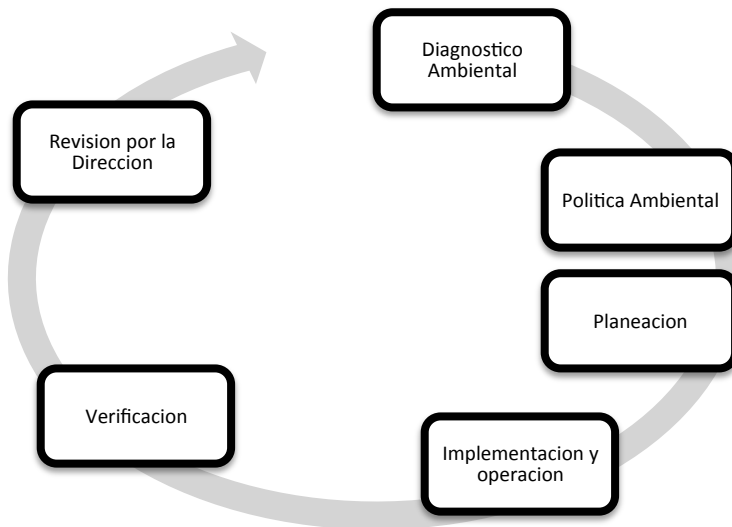 Diagnostico
Ambiental
Politica Ambiental
Planeacion
Implementacion y
operacion
Verificacion
Revision por la
Direccion